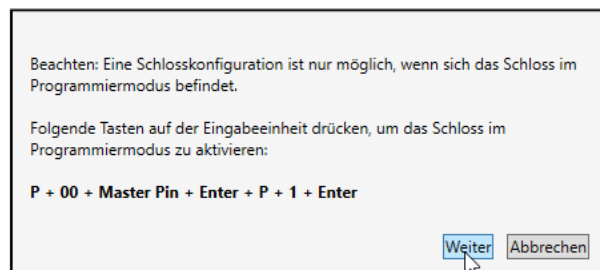 Beachten: Eine Schlosskonfiguration ist nur möglich, wenn sich das Schloss im
Programmiermodus befindet.
Folgende Tasten auf der Eingabeeinheit drücken, um das Schloss im
Programmiermodus zu aktivieren:
P + 00 + Master Pin + Enter + P + 1 + Enter
Weiter Abbrechen